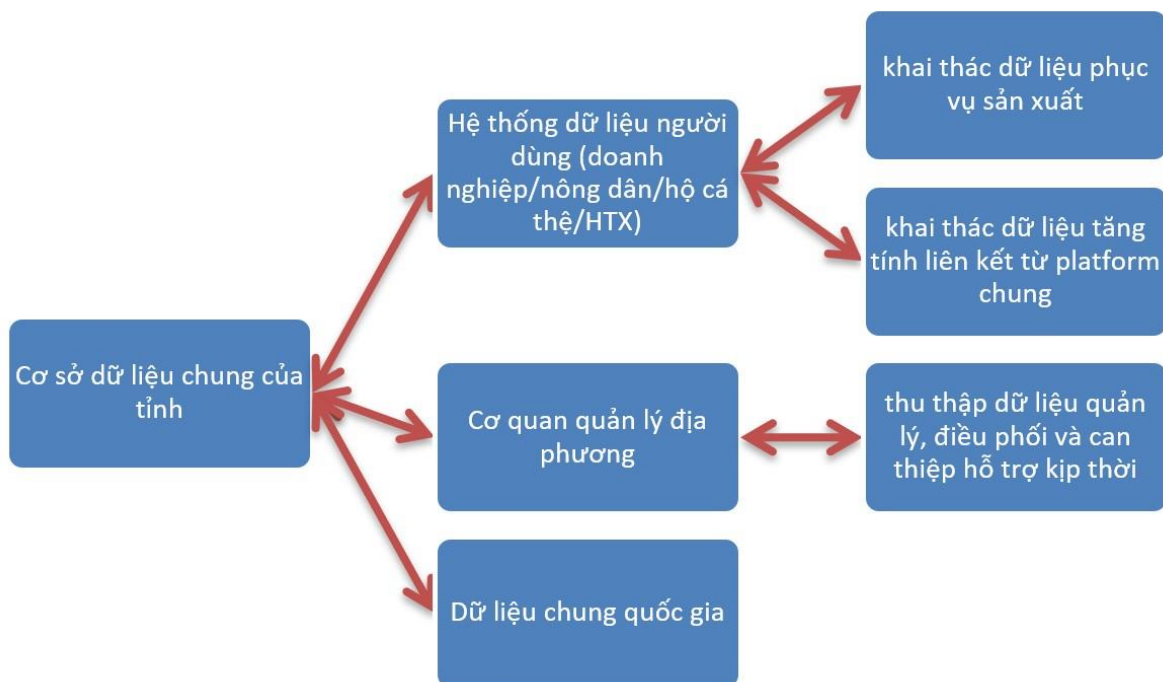 Cơ sở dữ liệu chung của
tỉnh
Hệ thống dữ liệu người
dùng (doanh
nghiệp/nông dân/hộ cá
thệ/HTX)
khai thác dữ liệu phục
vụ sản xuất
khai thác dữ liệu tăng
tính liên kết từ platform
chung
Cơ quan quản lý địa
phương
thu thập dữ liệu quản
lý, điều phối và can
thiệp hỗ trợ kịp thời
Dữ liệu chung quốc gia